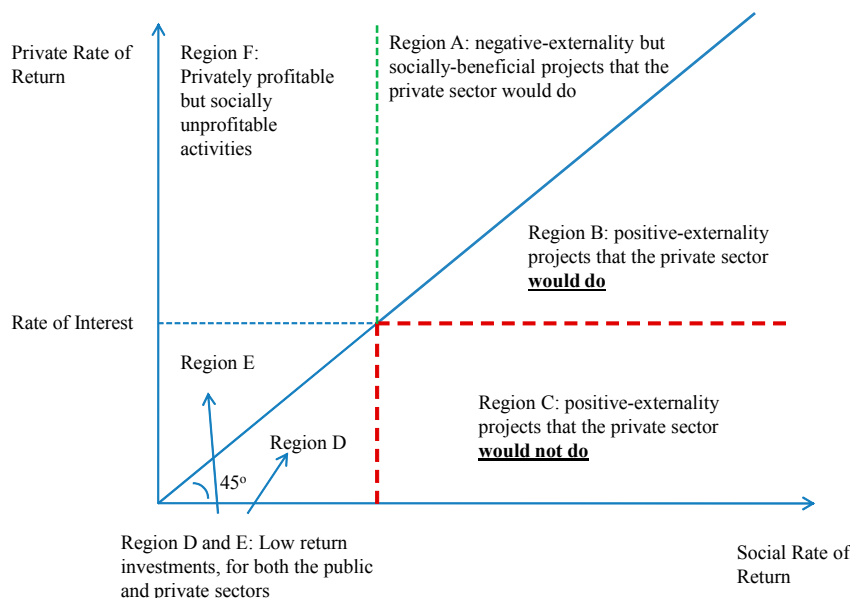 Private Rate of
Return
Region F:
Privately profitable
but socially
unprofitable
activities
Region A: negative-externality but
socially-beneficial projects that the
private sector would do
Region B: positive-externality
projects that the private sector
would do
Rate of Interest
Region E
Region C: positive-externality
projects that the private sector
would not do
Region D
45º
Region D and E: Low return
investments, for both the public
and private sectors
Social Rate of
Return